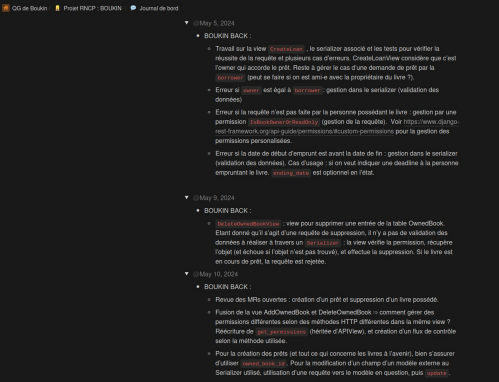 QG de Boukin / Projet RNCP : BOUKIN / Journal de bord
@May 5, 2024
BOUKIN BACK :
Travail sur la view CreateLoan , le serializer associé et les tests pour vérifier la
réussite de la requête et plusieurs cas d'erreurs. CreateLoanView considère que c'est
l'owner qui accorde le prêt. Reste à gérer le cas d'une demande de prêt par la
borrower (peut se faire si on est ami·e avec la propriétaire du livre ?).
Erreur si owner est égal à borrower : gestion dans le serializer (validation des
données)
Erreur si la requête n'est pas faite par la personne possédant le livre : gestion par une
permission IsBookOwnerOrReadOnly (gestion de la requête). Voir https://www.django-
rest-framework.org/api-guide/permissions/#custom-permissions pour la gestion des
permissions personalisées.
Erreur si la date de début d'emprunt est avant la date de fin : gestion dans le serializer
(validation des données). Cas d'usage : si on veut indiquer une deadline à la personne
empruntant le livre. ending_date est optionnel en l'état.
@May 9, 2024
BOUKIN BACK :
DeleteOwnedBookView : view pour supprimer une entrée de la table OwnedBook.
Etant donné qu'il s'agit d'une requête de suppression, il n'y a pas de validation des
données à réaliser à travers un Serializer : la view vérifie la permission, récupère
l'objet (et échoue si l'objet n'est pas trouvé), et effectue la suppression. Si le livre est
en cours de prêt, la requête est rejetée.
@May 10, 2024
BOUKIN BACK :
Revue des MRs ouvertes : création d'un prêt et suppression d'un livre possédé.
Fusion de la vue AddOwnedBook et DeleteOwnedBook ⇒ comment gérer des
permissions différentes selon des méthodes HTTP différentes dans la même view ?
Réécriture de get_permissions (héritée d'APIView), et création d'un flux de contrôle
selon la méthode utilisée.
Pour la création des prêts (et tout ce qui concerne les livres à l'avenir), bien s'assurer
d'utiliser owned_book_id. Pour la modification d'un champ d'un modèle externe au
Serializer utilisé, utilisation d'une requête vers le modèle en question, puis update .